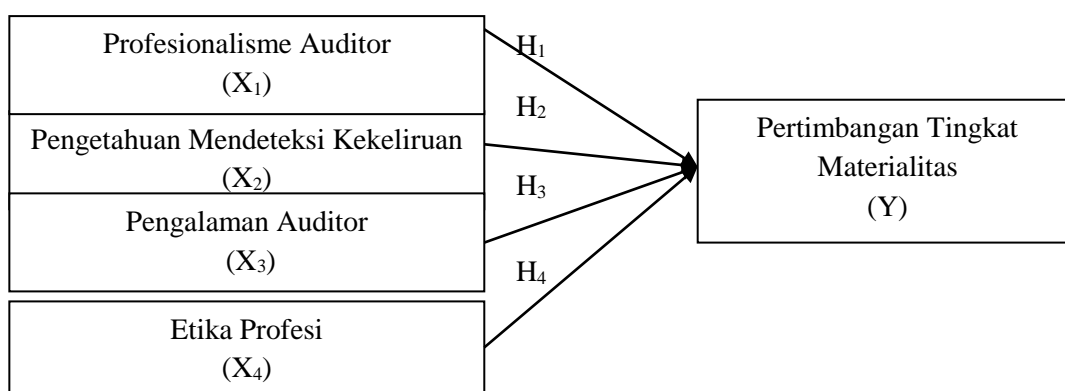 Profesionalisme Auditor
(X₁)
H₁
H₂
Pengetahuan Mendeteksi Kekeliruan
(X₂)
H₃
Pengalaman Auditor
(X₃)
H₄
Etika Profesi
(X₄)
Pertimbangan Tingkat
Materialitas
(Y)